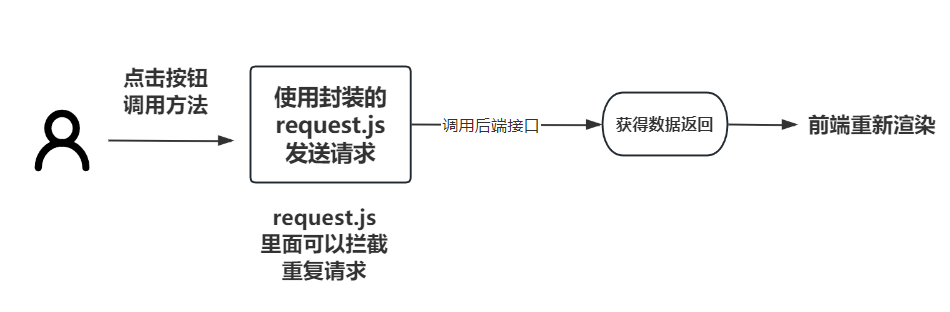 点击按钮
调用方法
使用封装的
request.js
发送请求
调用后端接口
获得数据返回
前端重新渲染
request.js
里面可以拦截
重复请求